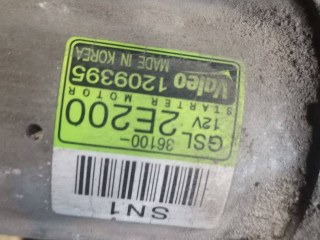 Valeo 1209395
MADE IN KOREA
STARTER MOTOR
12V
GSL 36100-2E200
SN1